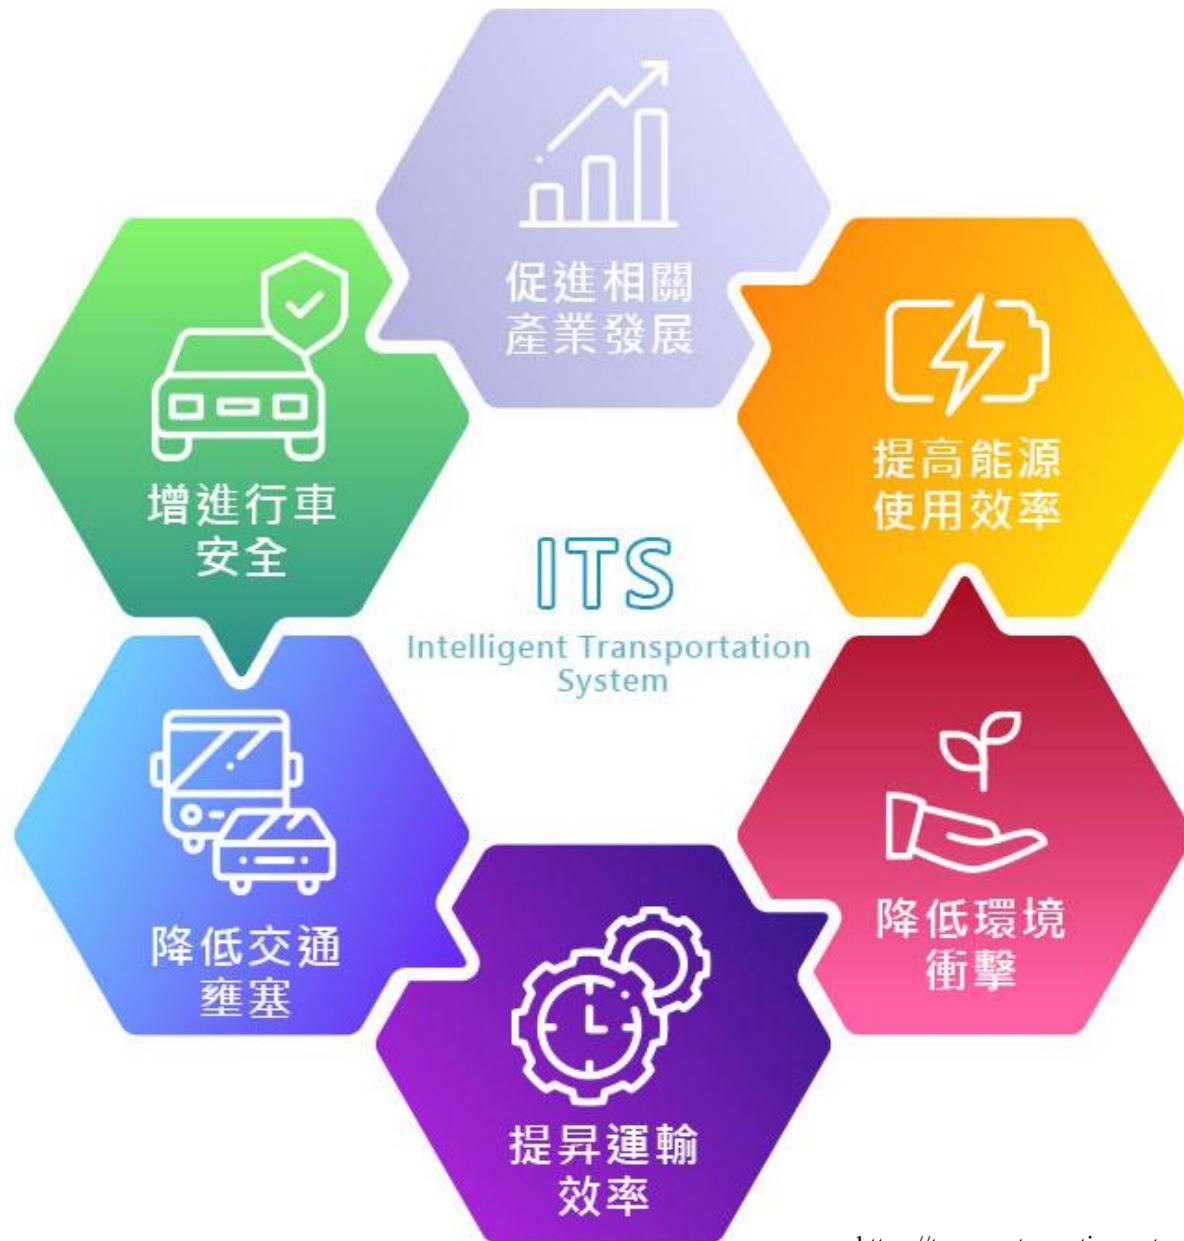 促進相關
產業發展
提高能源
使用效率
增進行車
安全
ITS
Intelligent Transportation
System
降低環境
衝擊
降低交通
壅塞
提昇運輸
效率